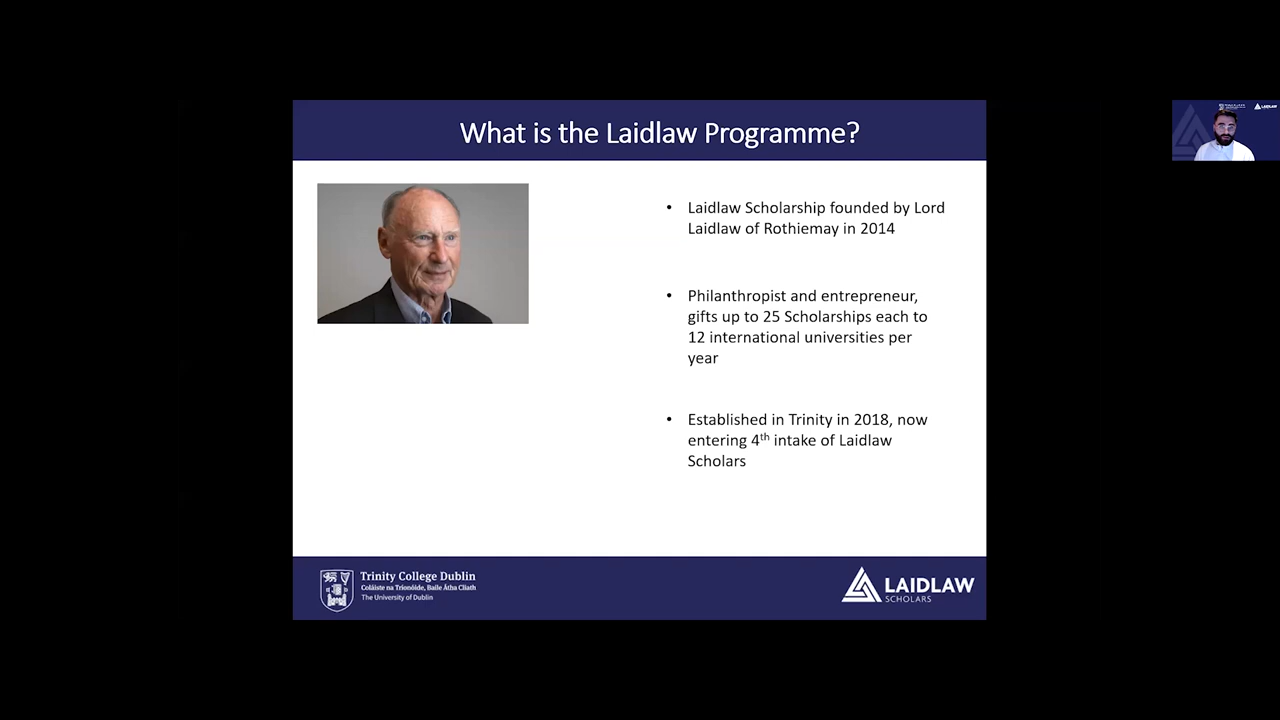 What is the Laidlaw Programme?
• Laidlaw Scholarship founded by Lord
Laidlaw of Rothiemay in 2014
• Philanthropist and entrepreneur,
gifts up to 25 Scholarships each to
12 international universities per
year
• Established in Trinity in 2018, now
entering 4th intake of Laidlaw
Scholars
Trinity College Dublin
Coláiste na Tríonóide, Baile Átha Cliath
The University of Dublin
LAIDLAW
SCHOLARS
LAIDLAW